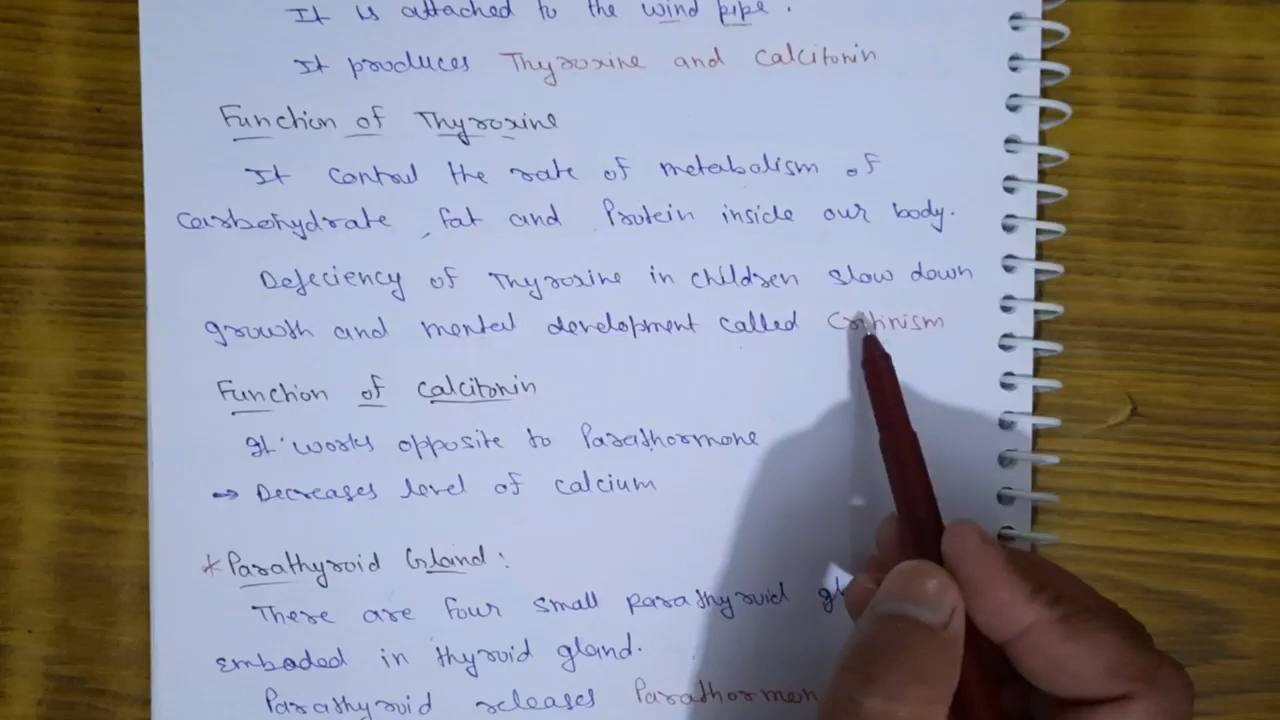 It is attached to the wind pipe.
It produces Thyroxine and Calcitonin
Function of Thyroxine
It control the rate of metabolism of
carbohydrate, fat and Protein inside our body.
Defeciency of Thyroxine in children slow down
growth and mental development called
Function of calcitonin
It works opposite to Parathormone
→ Decreases level of calcium
*Parathyroid Gland:
There are four small parathyroid
embaded in thyroid gland.
Parathyroid releases Parathormon